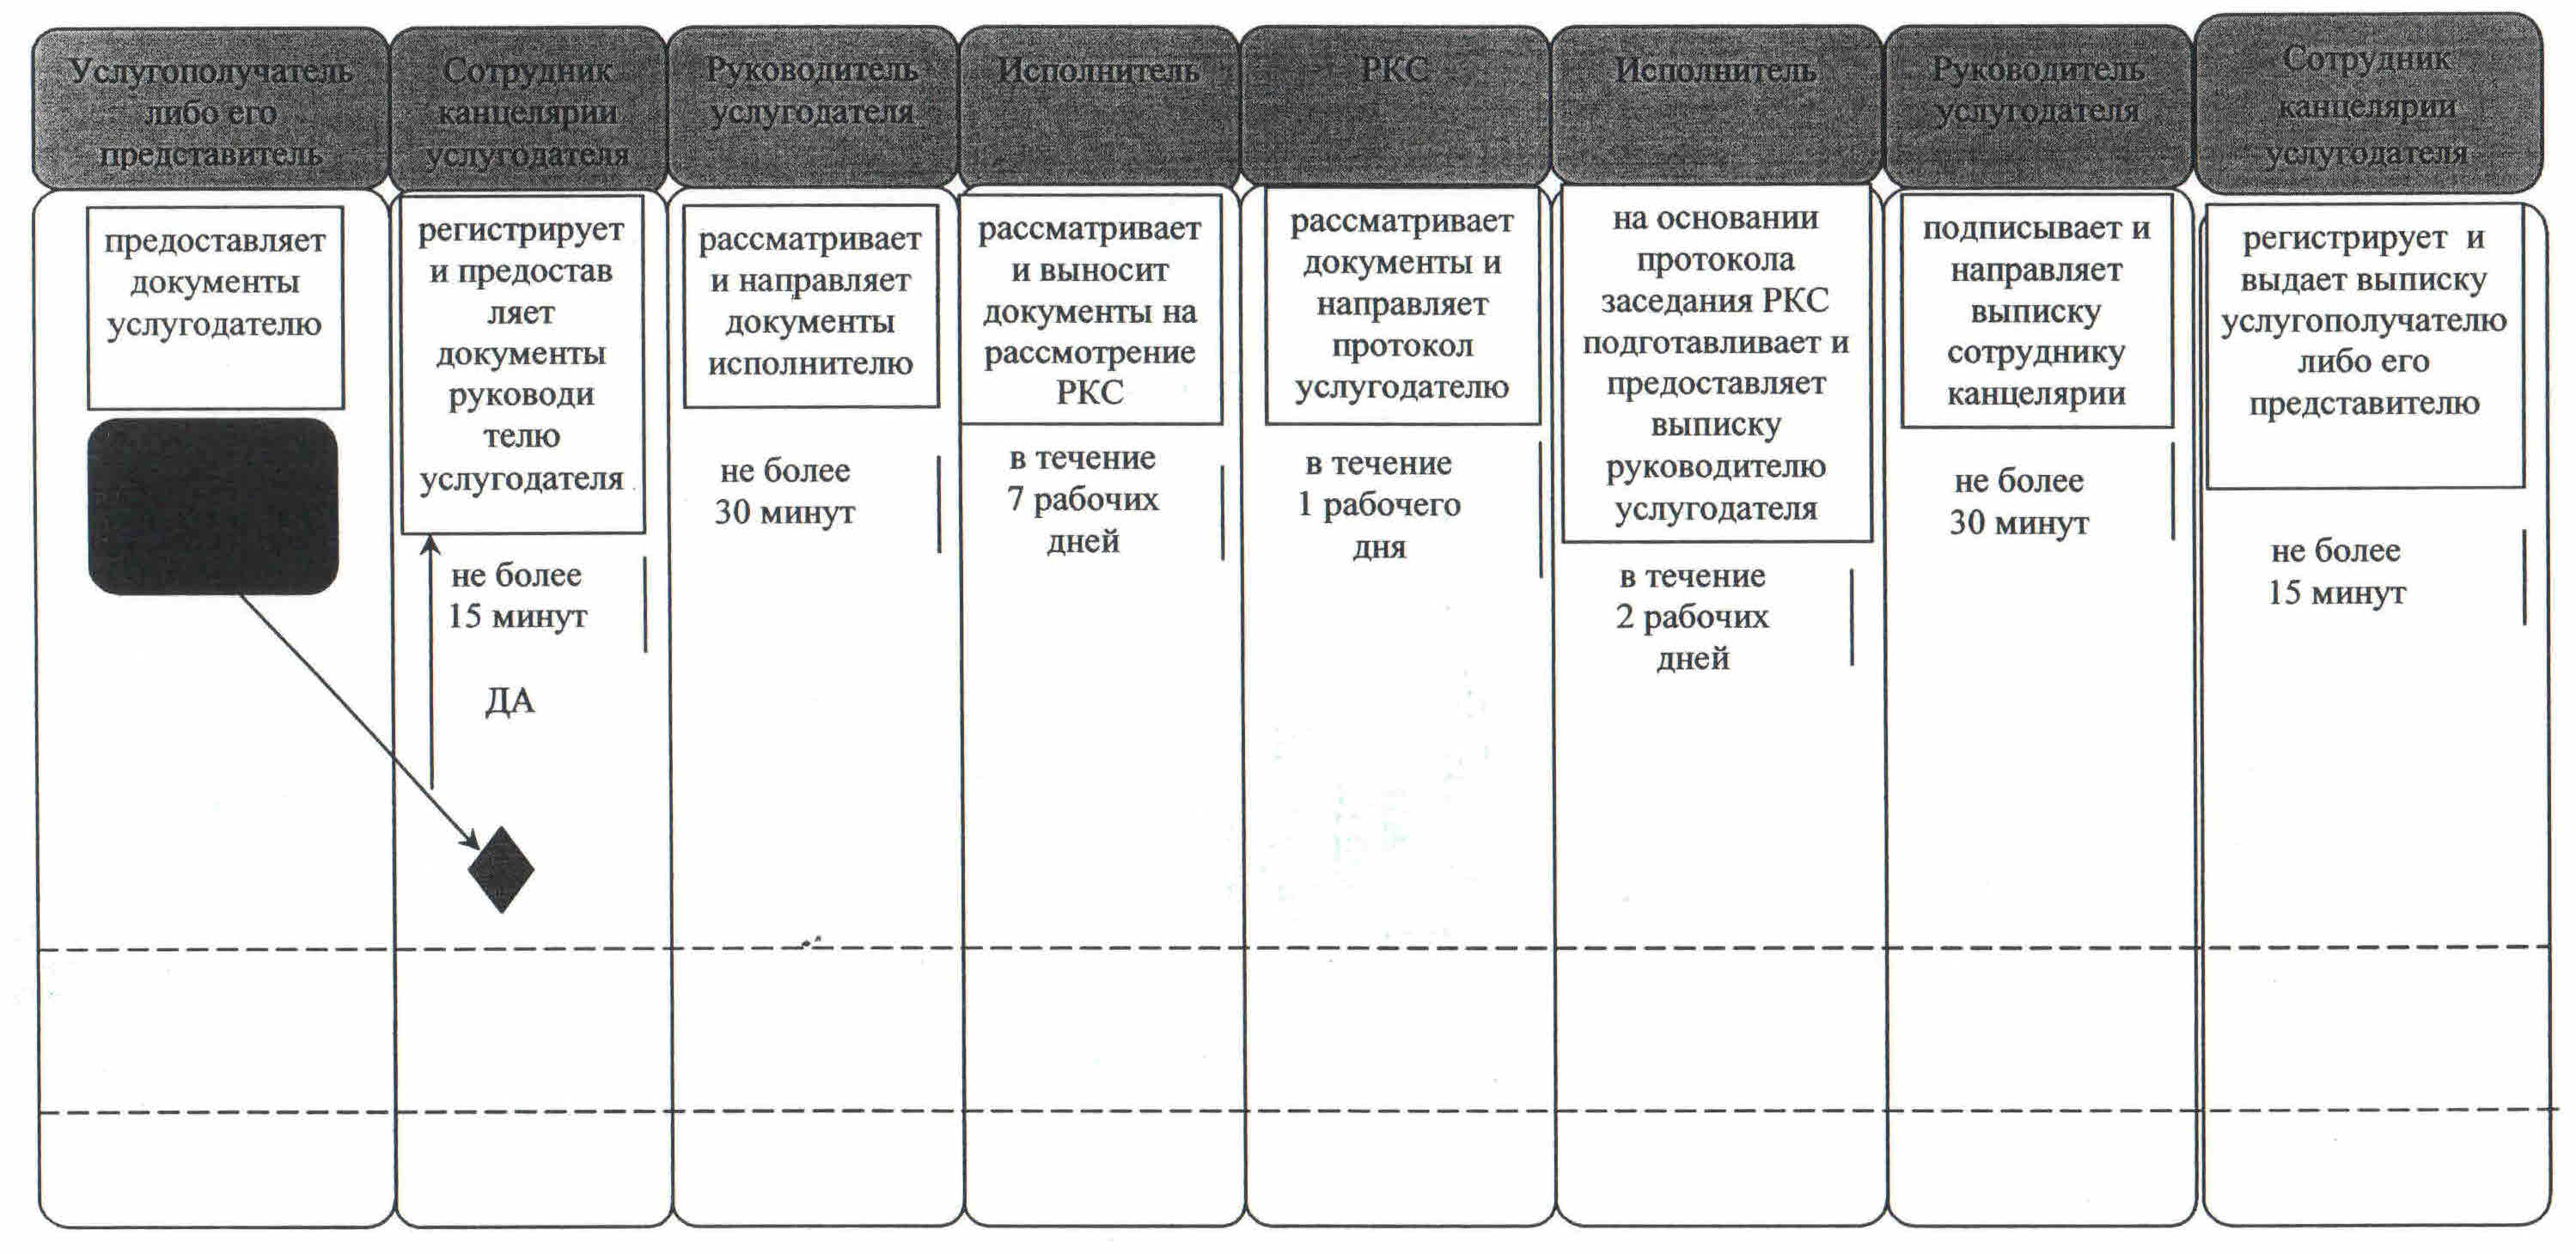 Услугополучатель
либо его
представитель
Сотрудник
канцелярии
услугодателя
Руководитель
услугодателя
Исполнитель
РКС
Исполнитель
Руководитель
услугодателя
Сотрудник
канцелярии
услугодателя
предоставляет
документы
услугодателю
регистрирует
и предостав
ляет
документы
руководи
телю
услугодателя
не более
15 минут
ДА
рассматривает
и направляет
документы
исполнителю
не более
30 минут
рассматривает
и выносит
документы на
рассмотрение
РКС
в течение
7 рабочих
дней
рассматривает
документы и
направляет
протокол
услугодателю
в течение
1 рабочего
дня
на основании
протокола
заседания РКС
подготавливает и
предоставляет
выписку
руководителю
услугодателя
в течение
2 рабочих
дней
подписывает и
направляет
выписку
сотруднику
канцелярии
не более
30 минут
регистрирует и
выдает выписку
услугополучателю
либо его
представителю
не более
15 минут